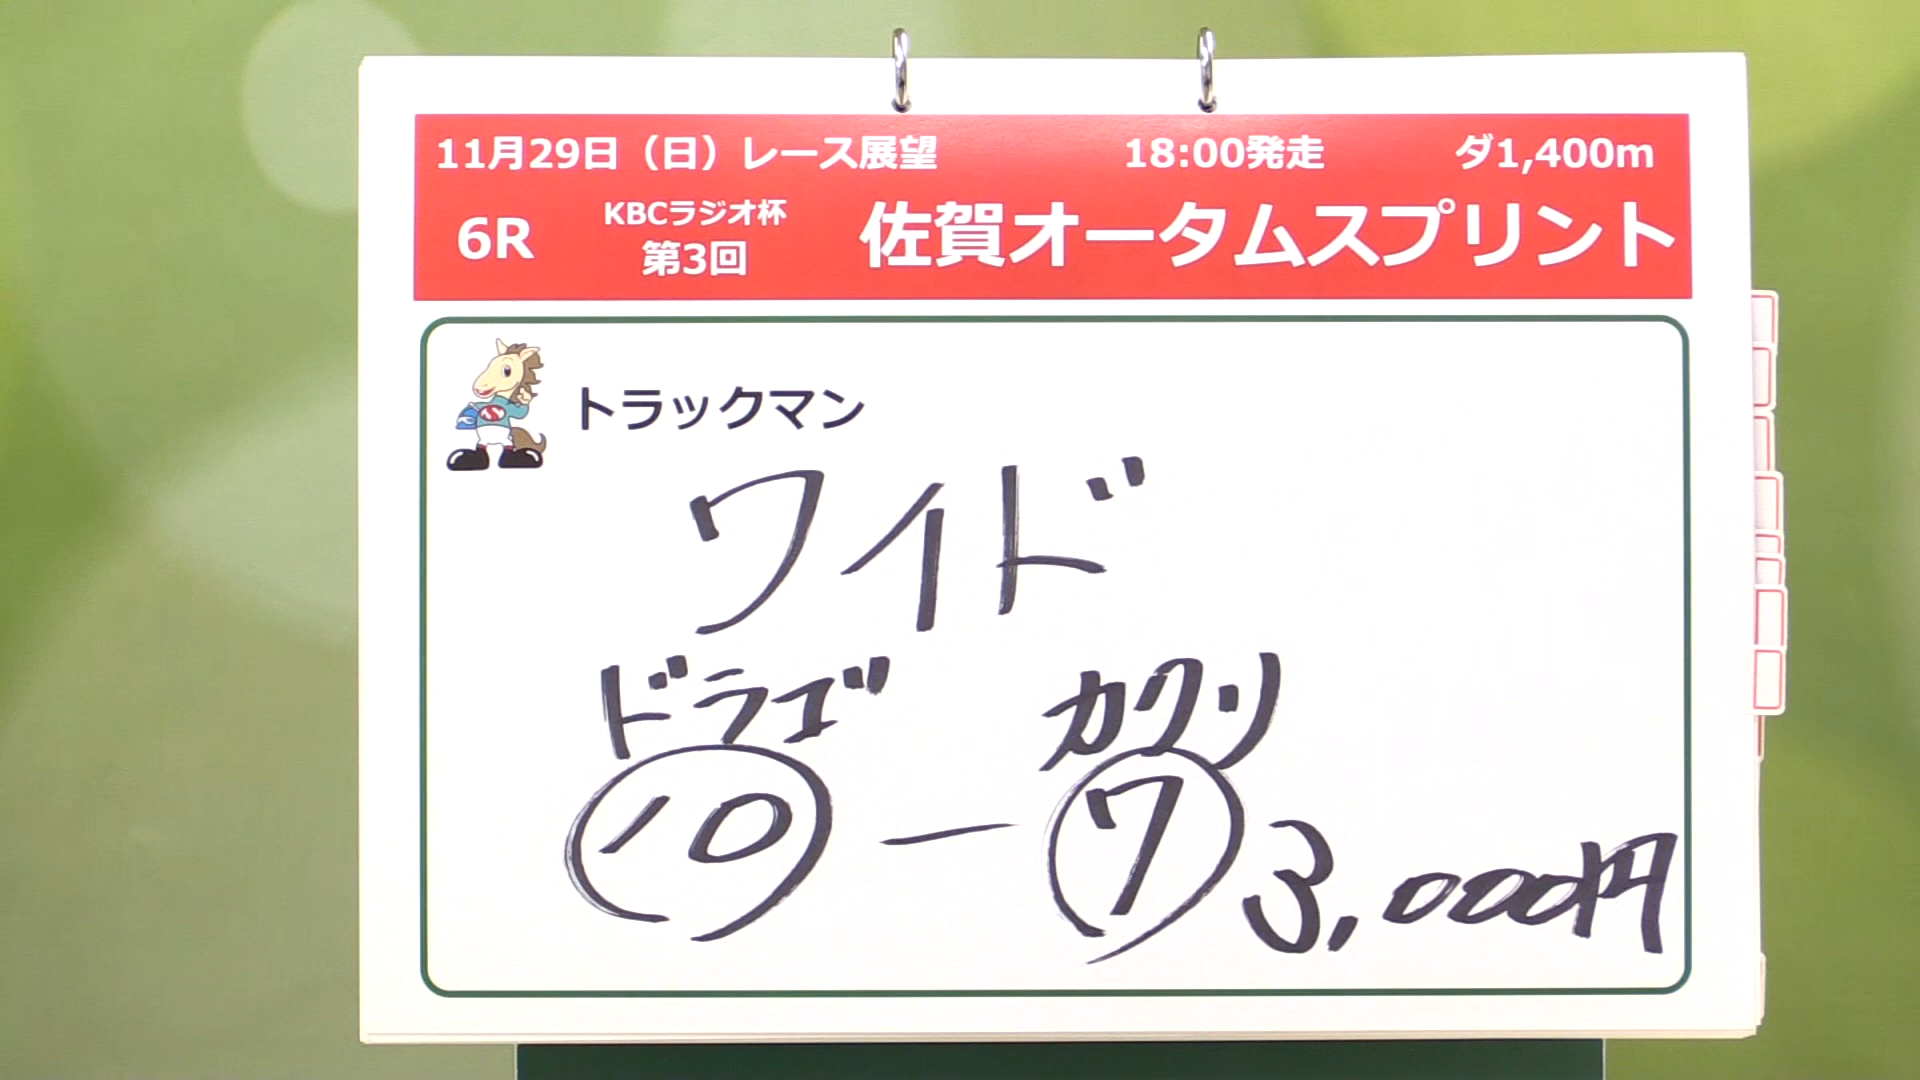 11月29日（日）レース展望 18:00発走 ダ1,400m
6R KBCラジオ杯 第3回 佐賀オータムスプリント
トラックマン
ワイド
ドラゴ カクリ
⑩ー⑦ 3,000円